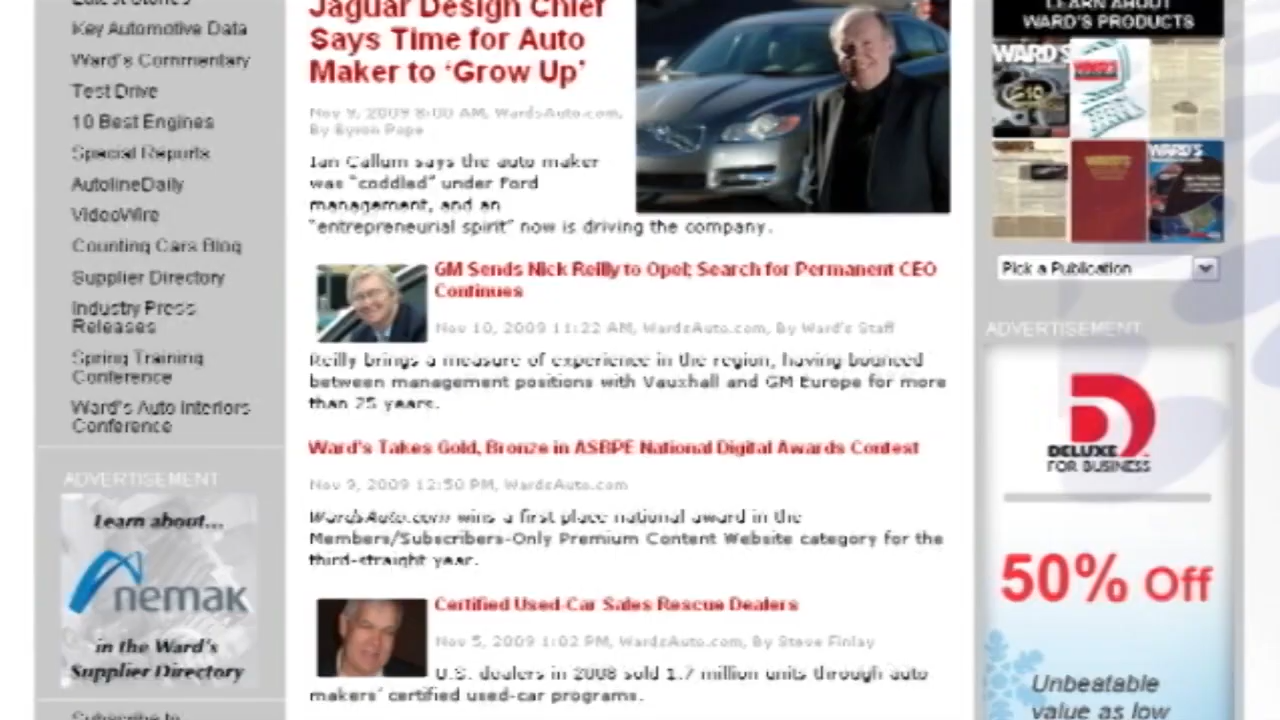 Latest Stories
Key Automotive Data
Ward's Commentary
Test Drive
10 Best Engines
Special Reports
AutolineDaily
VideoWire
Counting Cars Blog
Supplier Directory
Industry Press
Releases
Spring Training
Conference
Ward's Auto Interiors
Conference
ADVERTISEMENT
Learn about...
nemak
in the Ward's
Supplier Directory
Subscribe to
Jaguar Design Chief
Says Time for Auto
Maker to ‘Grow Up’
Nov 9, 2009 8:00 AM, WardsAuto.com,
By Byron Pope
Ian Callum says the auto maker
was "coddled" under Ford
management, and an
"entrepreneurial spirit" now is driving the company.
GM Sends Nick Reilly to Opel; Search for Permanent CEO
Continues
Nov 10, 2009 11:22 AM, WardsAuto.com, By Ward's Staff
Reilly brings a measure of experience in the region, having bounced
between management positions with Vauxhall and GM Europe for more
than 25 years.
Ward's Takes Gold, Bronze in ASBPE National Digital Awards Contest
Nov 9, 2009 12:50 PM, WardsAuto.com
WardsAuto.com wins a first place national award in the
Members/Subscribers-Only Premium Content Website category for the
third-straight year.
Certified Used-Car Sales Rescue Dealers
Nov 5, 2009 1:02 PM, WardsAuto.com, By Steve Finlay
U.S. dealers in 2008 sold 1.7 million units through auto
makers' certified used-car programs.
LEARN ABOUT
WARD'S PRODUCTS
WARD'S
WARD'S
WARD'S
Pick a Publication
ADVERTISEMENT
DELUXE
FOR BUSINESS
50% Off
Unbeatable
value as low